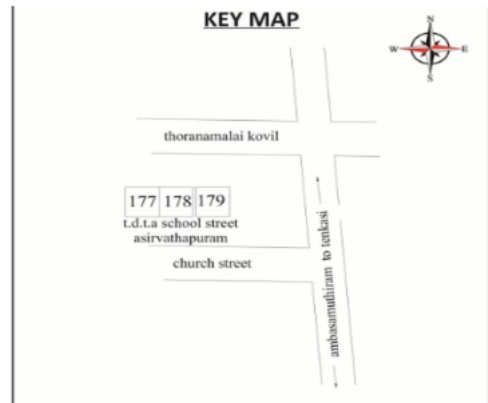 KEY MAP
N
W E
S
thoranamalai kovil
177 178 179
t.d.t.a school street
asirvathapuram
church street
ambasamuthiram to tenkasi